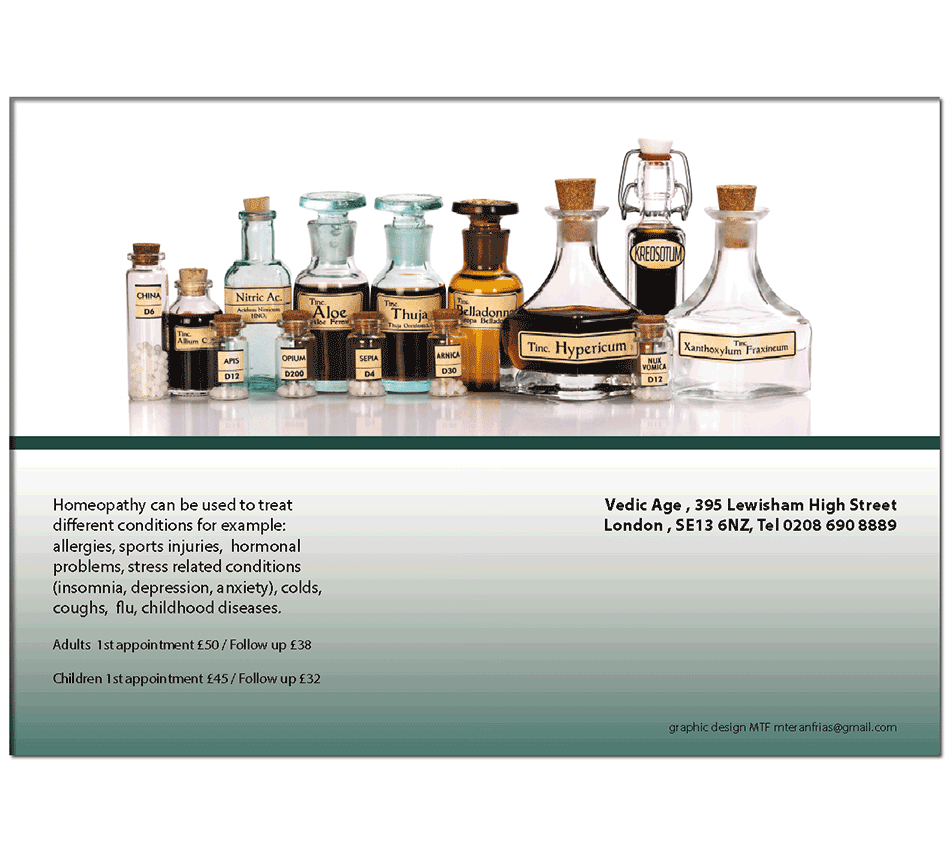 CHINA
D6
Tinc.
Allium C
APIS
D12
Nitric Ac.
Acidum Nitricum
HNO₃
OPIUM
D200
Tinc.
Aloe
Aloe
SEPIA
D4
Tinc.
Thuja
Thuja
ARNICA
D30
Tinc.
Belladonna
Tinc. Hypericum
KREOSOTUM
NUX
VOMICA
D12
Tinc.
Xanthoxylum Fraxineum
Homeopathy can be used to treat
different conditions for example:
allergies, sports injuries, hormonal
problems, stress related conditions
(insomnia, depression, anxiety), colds,
coughs, flu, childhood diseases.
Adults 1st appointment £50 / Follow up £38
Children 1st appointment £45 / Follow up £32
Vedic Age , 395 Lewisham High Street
London , SE13 6NZ, Tel 0208 690 8889
graphic design MTF mteranfrias@gmail.com